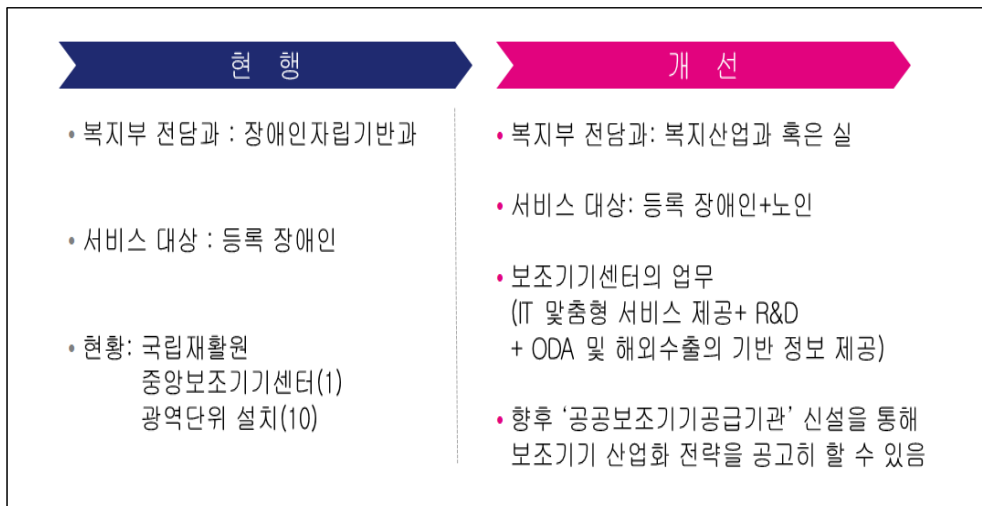 현 행
• 복지부 전담과 : 장애인자립기반과
• 서비스 대상 : 등록 장애인
• 현황: 국립재활원
중앙보조기기센터(1)
광역단위 설치(10)
개 선
• 복지부 전담과: 복지산업과 혹은 실
• 서비스 대상: 등록 장애인+노인
• 보조기기센터의 업무
(IT 맞춤형 서비스 제공+ R&D
+ ODA 및 해외수출의 기반 정보 제공)
• 향후 ‘공공보조기기공급기관’ 신설을 통해
보조기기 산업화 전략을 공고히 할 수 있음